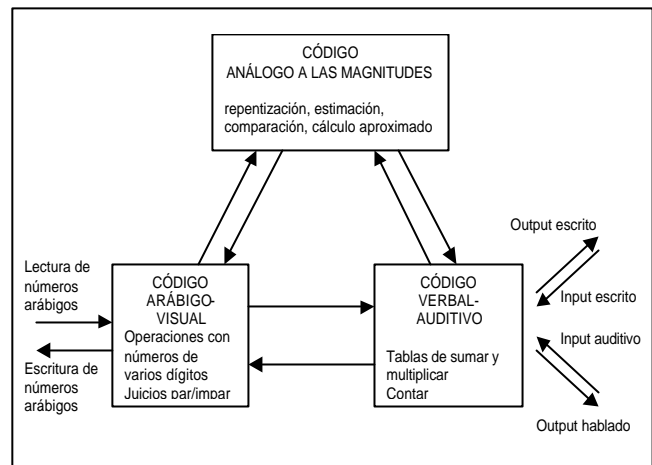 CÓDIGO
ANÁLOGO A LAS MAGNITUDES
repentización, estimación,
comparación, cálculo aproximado
Lectura de
números
arábigos
Escritura de
números
arábigos
CÓDIGO
ARÁBIGO-
VISUAL
Operaciones con
números de
varios dígitos
Juicios par/impar
CÓDIGO
VERBAL-
AUDITIVO
Tablas de sumar y
multiplicar
Contar
Output escrito
Input escrito
Input auditivo
Output hablado